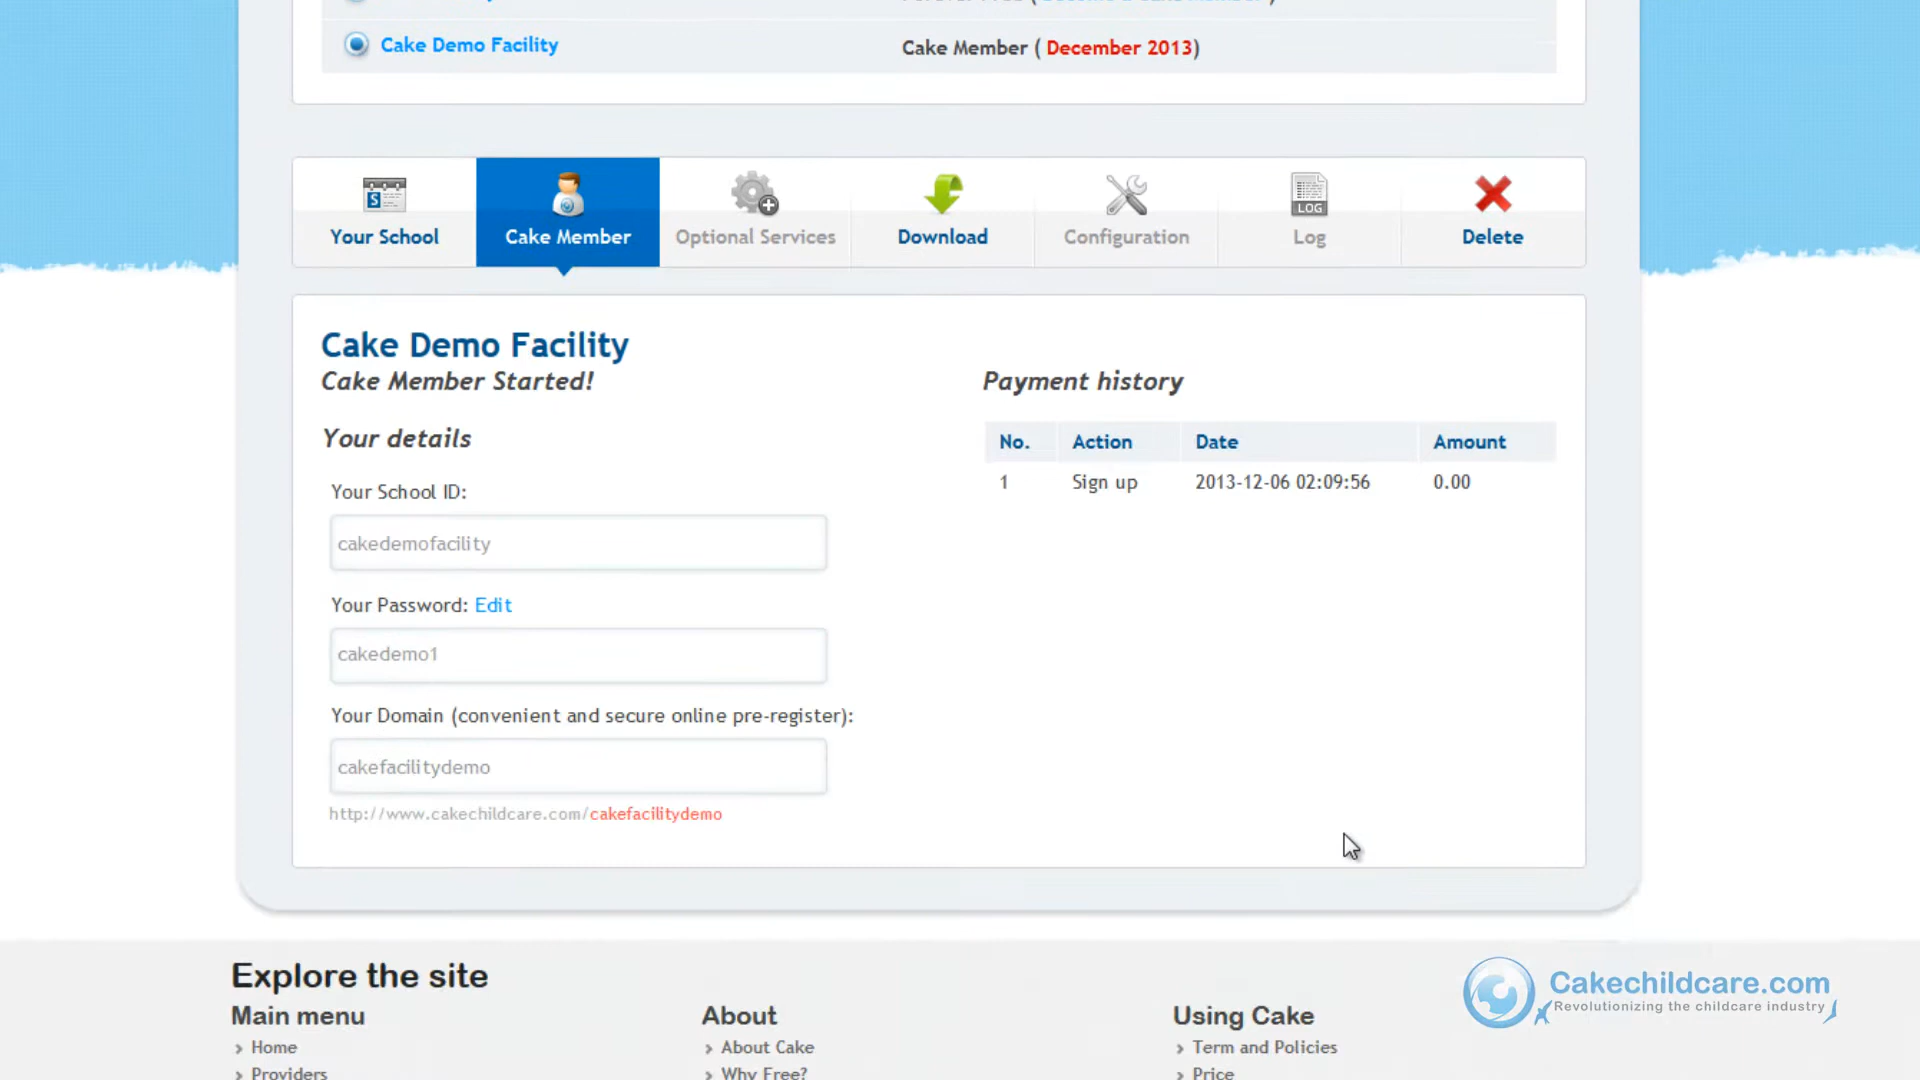 Cake Demo Facility
Cake Member ( December 2013)
Your School
Cake Member
Optional Services
Download
Configuration
LOG
Log
Delete
Cake Demo Facility
Cake Member Started!
Payment history
Your details
No. Action Date Amount
1 Sign up 2013-12-06 02:09:56 0.00
Your School ID:
cakedemofacility
Your Password: Edit
cakedemo1
Your Domain (convenient and secure online pre-register):
cakefacilitydemo
http://www.cakechildcare.com/cakefacilitydemo
Explore the site
Main menu
Home
Providers
About
About Cake
Why Free?
Using Cake
Term and Policies
Price
Cakechildcare.com
Revolutionizing the childcare industry